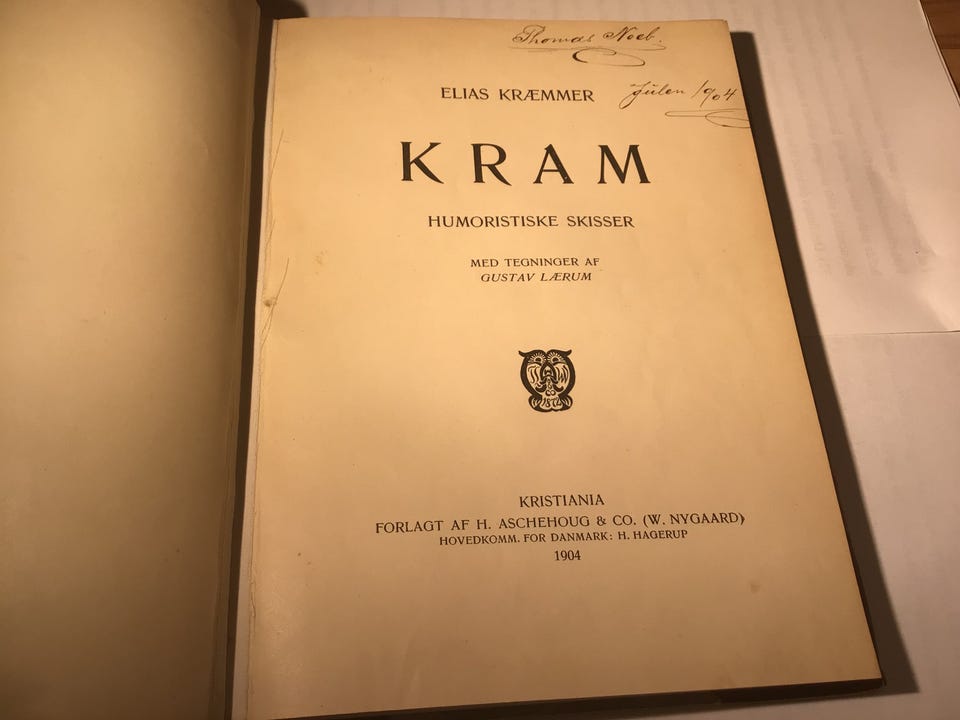 Thomas
ELIAS KRÆMMER
Julen 1904
KRAM
HUMORISTISKE SKISSER
MED TEGNINGER AF
GUSTAV LÆRUM
KRISTIANIA
FORLAGT AF H. ASCHEHOUG & CO. (W. NYGAARD)
HOVEDKOMM. FOR DANMARK: H. HAGERUP
1904